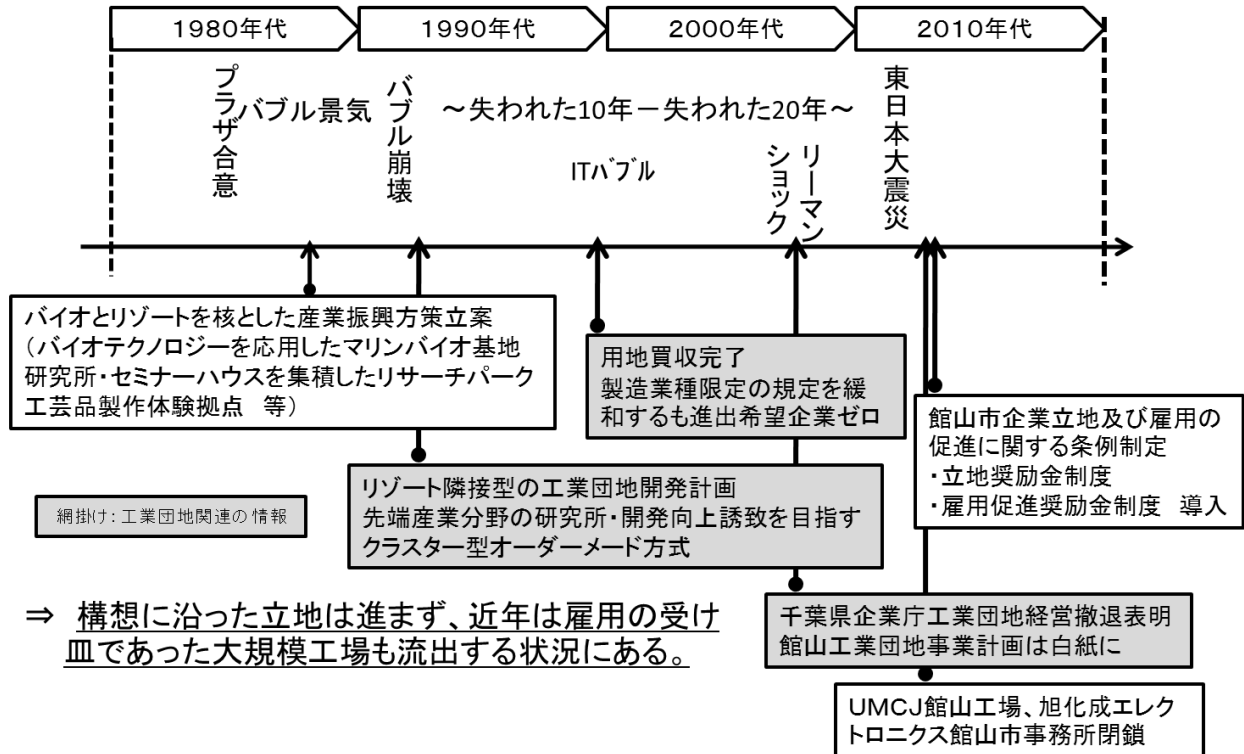 1980年代
1990年代
2000年代
2010年代
プラザ合意
バブル景気
バブル崩壊
～失われた10年－失われた20年～
ITバブル
リーマン
ショック
東日本大震災
バイオとリゾートを核とした産業振興方策立案
（バイオテクノロジーを応用したマリンバイオ基地
研究所・セミナーハウスを集積したリサーチパーク
工芸品製作体験拠点　等）
用地買収完了
製造業種限定の規定を緩
和するも進出希望企業ゼロ
館山市企業立地及び雇用の
促進に関する条例制定
・立地奨励金制度
・雇用促進奨励金制度　導入
網掛け：工業団地関連の情報
リゾート隣接型の工業団地開発計画
先端産業分野の研究所・開発向上誘致を目指す
クラスター型オーダーメード方式
⇒　構想に沿った立地は進まず、近年は雇用の受け
皿であった大規模工場も流出する状況にある。
千葉県企業庁工業団地経営撤退表明
館山工業団地事業計画は白紙に
UMCJ館山工場、旭化成エレク
トロニクス館山市事務所閉鎖